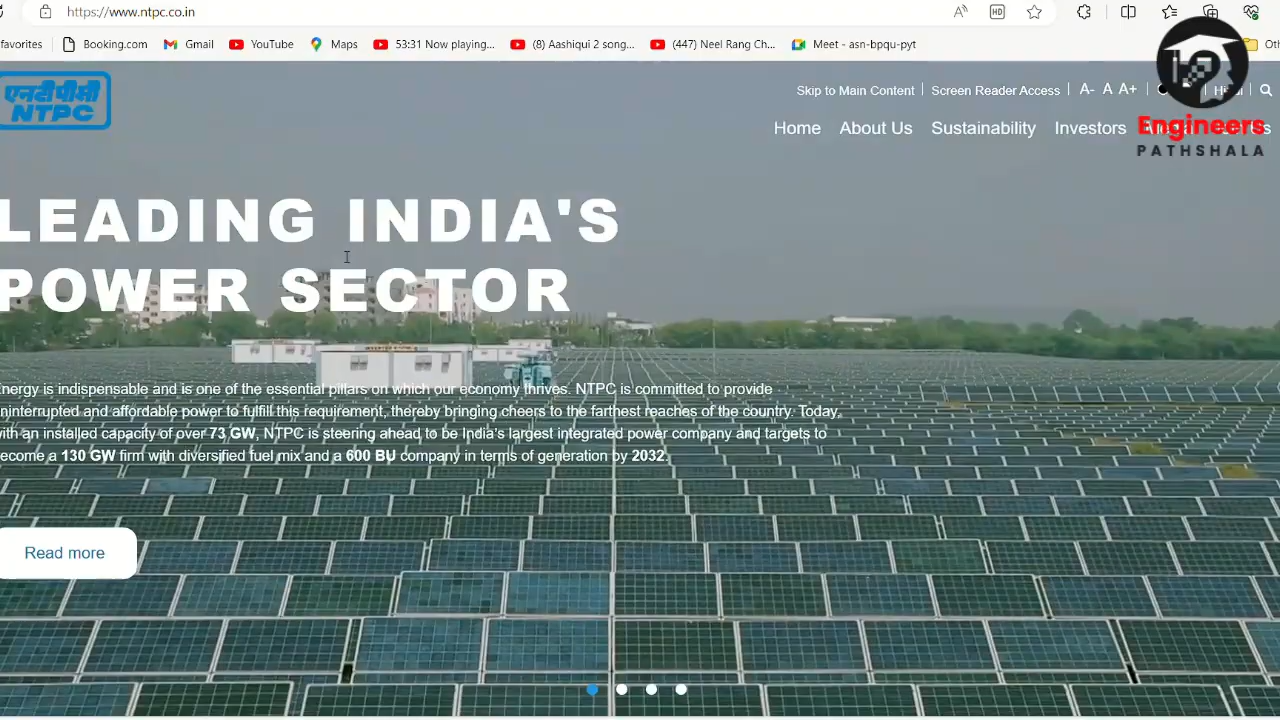 https://www.ntpc.co.in
favorites
Booking.com
Gmail
YouTube
Maps
53:31 Now playing...
(8) Aashiqui 2 song...
(447) Neel Rang Ch...
Meet - asn-bpqu-pyt
एनटीपीसी
NTPC
Skip to Main Content
Screen Reader Access
A- A A+
Home
About Us
Sustainability
Investors
Engineers
PATHSHALA
LEADING INDIA'S
POWER SECTOR
nergy is indispensable and is one of the essential pillars on which our economy thrives. NTPC is committed to provide
ninterrupted and affordable power to fulfill this requirement, thereby bringing cheers to the farthest reaches of the country. Today,
ith an installed capacity of over 73 GW, NTPC is steering ahead to be India's largest integrated power company and targets to
ecome a 130 GW firm with diversified fuel mix and a 600 BU company in terms of generation by 2032.
Read more